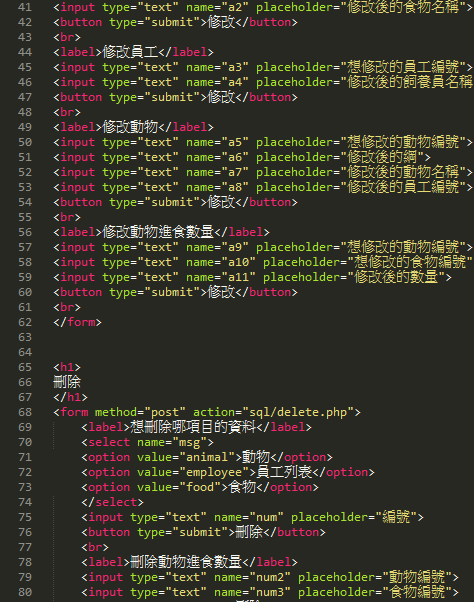 41 <input type="text" name="a2" placeholder="修改後的食物名稱">
42 <button type="submit">修改</button>
43 <br>
44 <label>修改員工</label>
45 <input type="text" name="a3" placeholder="想修改的員工編號">
46 <input type="text" name="a4" placeholder="修改後的飼養員名稱
47 <button type="submit">修改</button>
48 <br>
49 <label>修改動物</label>
50 <input type="text" name="a5" placeholder="想修改的動物編號">
51 <input type="text" name="a6" placeholder="修改後的綱">
52 <input type="text" name="a7" placeholder="修改後的動物名稱">
53 <input type="text" name="a8" placeholder="修改後的員工編號">
54 <button type="submit">修改</button>
55 <br>
56 <label>修改動物進食數量</label>
57 <input type="text" name="a9" placeholder="想修改的動物編號">
58 <input type="text" name="a10" placeholder="想修改的食物編號"
59 <input type="text" name="a11" placeholder="修改後的數量">
60 <button type="submit">修改</button>
61 <br>
62 </form>
63
64
65 <h1>
66 刪除
67 </h1>
68 <form method="post" action="sql/delete.php">
69 <label>想刪除哪項目的資料</label>
70 <select name="msg">
71 <option value="animal">動物</option>
72 <option value="employee">員工列表</option>
73 <option value="food">食物</option>
74 </select>
75 <input type="text" name="num" placeholder="編號">
76 <button type="submit">刪除</button>
77 <br>
78 <label>刪除動物進食數量</label>
79 <input type="text" name="num2" placeholder="動物編號">
80 <input type="text" name="num3" placeholder="食物編號">